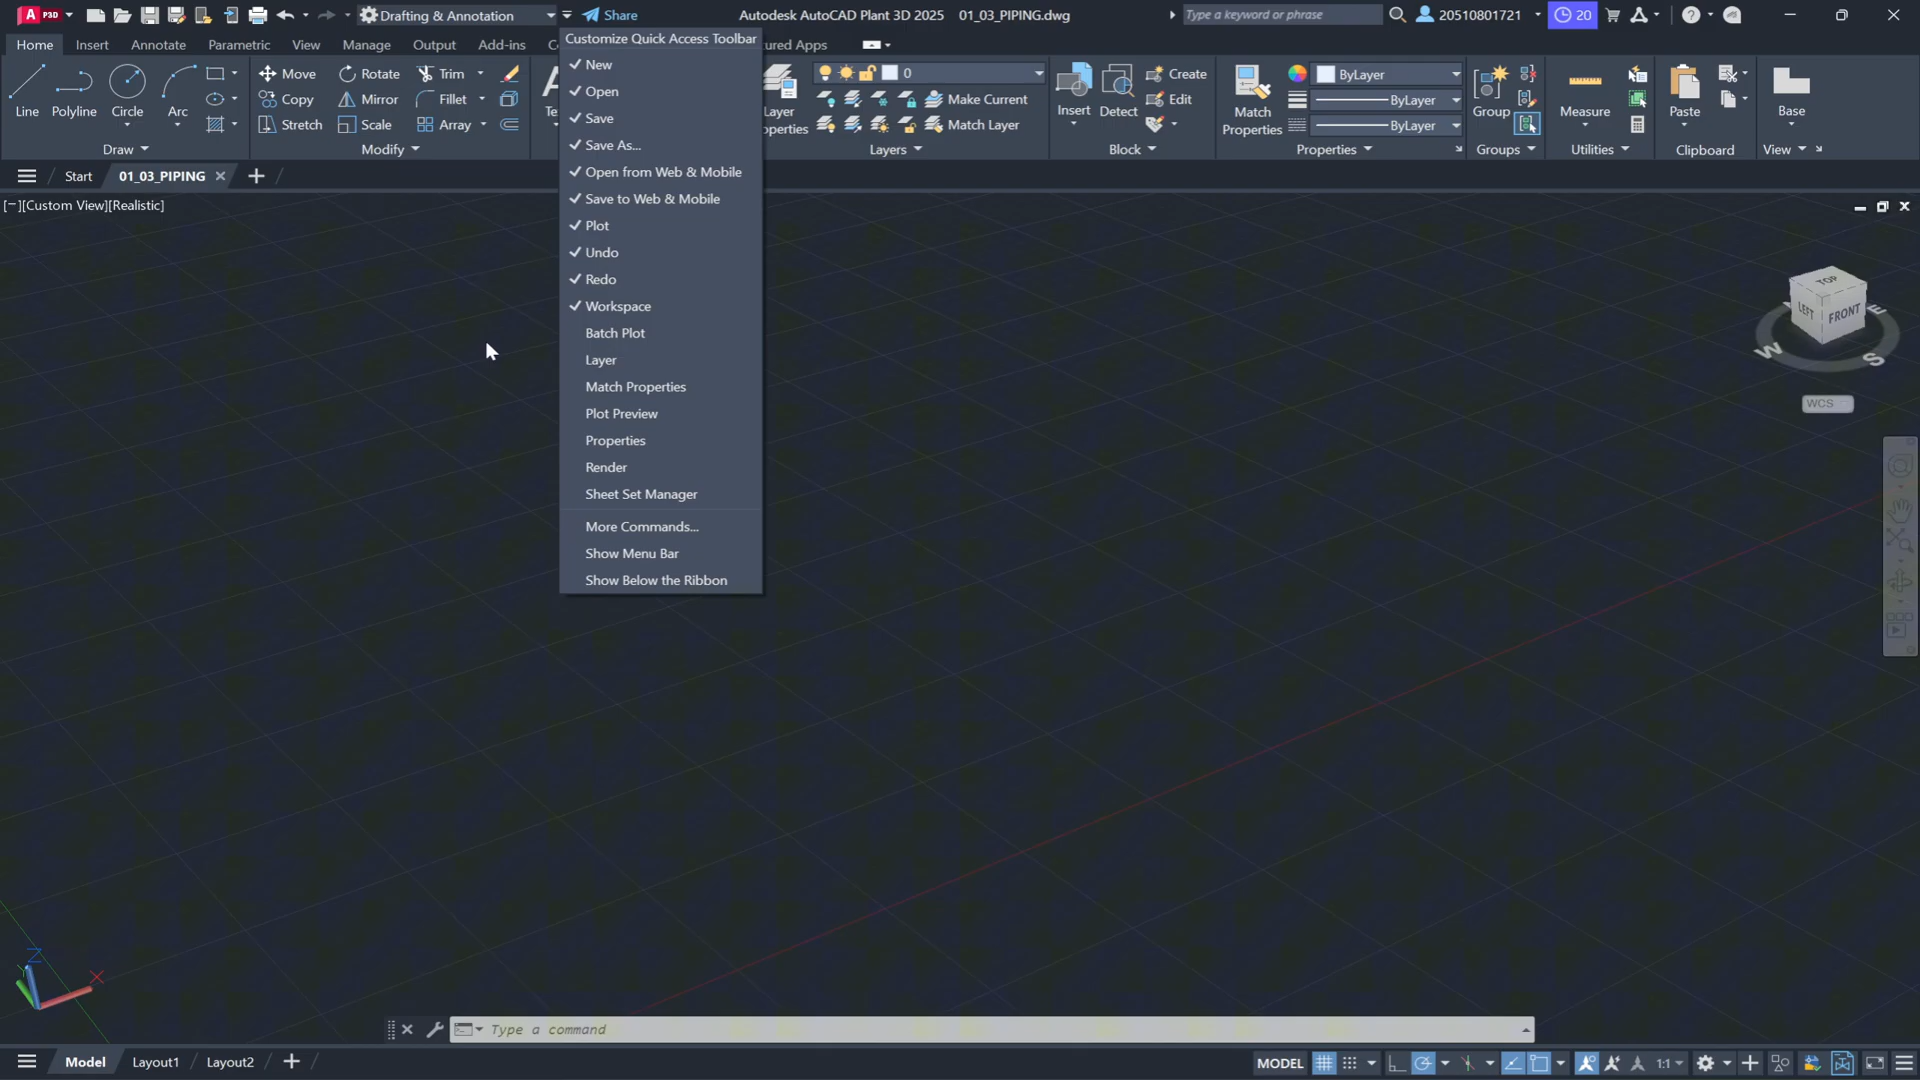 A P3D Drafting & Annotation Share Autodesk AutoCAD Plant 3D 2025 01_03_PIPING.dwg Type a keyword or phrase 20510801721 20
Home Insert Annotate Parametric View Manage Output Add-ins ured Apps
Customize Quick Access Toolbar
New
Open
Save
Save As...
Open from Web & Mobile
Save to Web & Mobile
Plot
Undo
Redo
Workspace
Batch Plot
Layer
Match Properties
Plot Preview
Properties
Render
Sheet Set Manager
More Commands...
Show Menu Bar
Show Below the Ribbon
Line Polyline Circle Arc
Draw
Move Rotate Trim
Copy Mirror Fillet
Stretch Scale Array
Modify
Layer
operties
0
Make Current
Match Layer
Layers
Insert Detect
Create
Edit
Block
Match
Properties
ByLayer
ByLayer
ByLayer
Properties
Group
Groups
Measure
Utilities
Paste
Clipboard
Base
View
Start 01_03_PIPING
[−][Custom View][Realistic]
TOP
LEFT FRONT
E
W S
WCS
Z
Y X
Type a command
Model Layout1 Layout2
MODEL 1:1